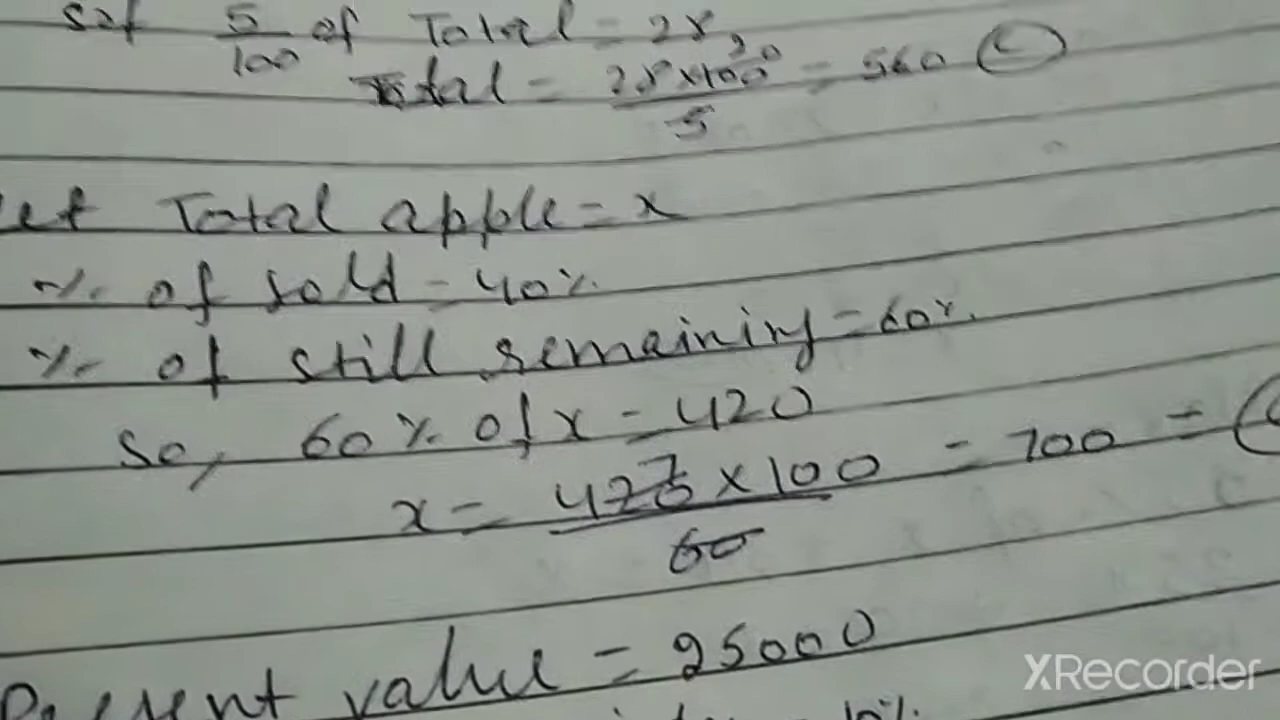 5/100 of Total = 28
Total = 28×100/5 = 560 (c)
Let Total apple = x
% of sold = 40%
% of still remaining = 60%.
So, 60% of x = 420
x = 420 × 100/60 = 700 =
Present value = 25000
10%
XRecorder